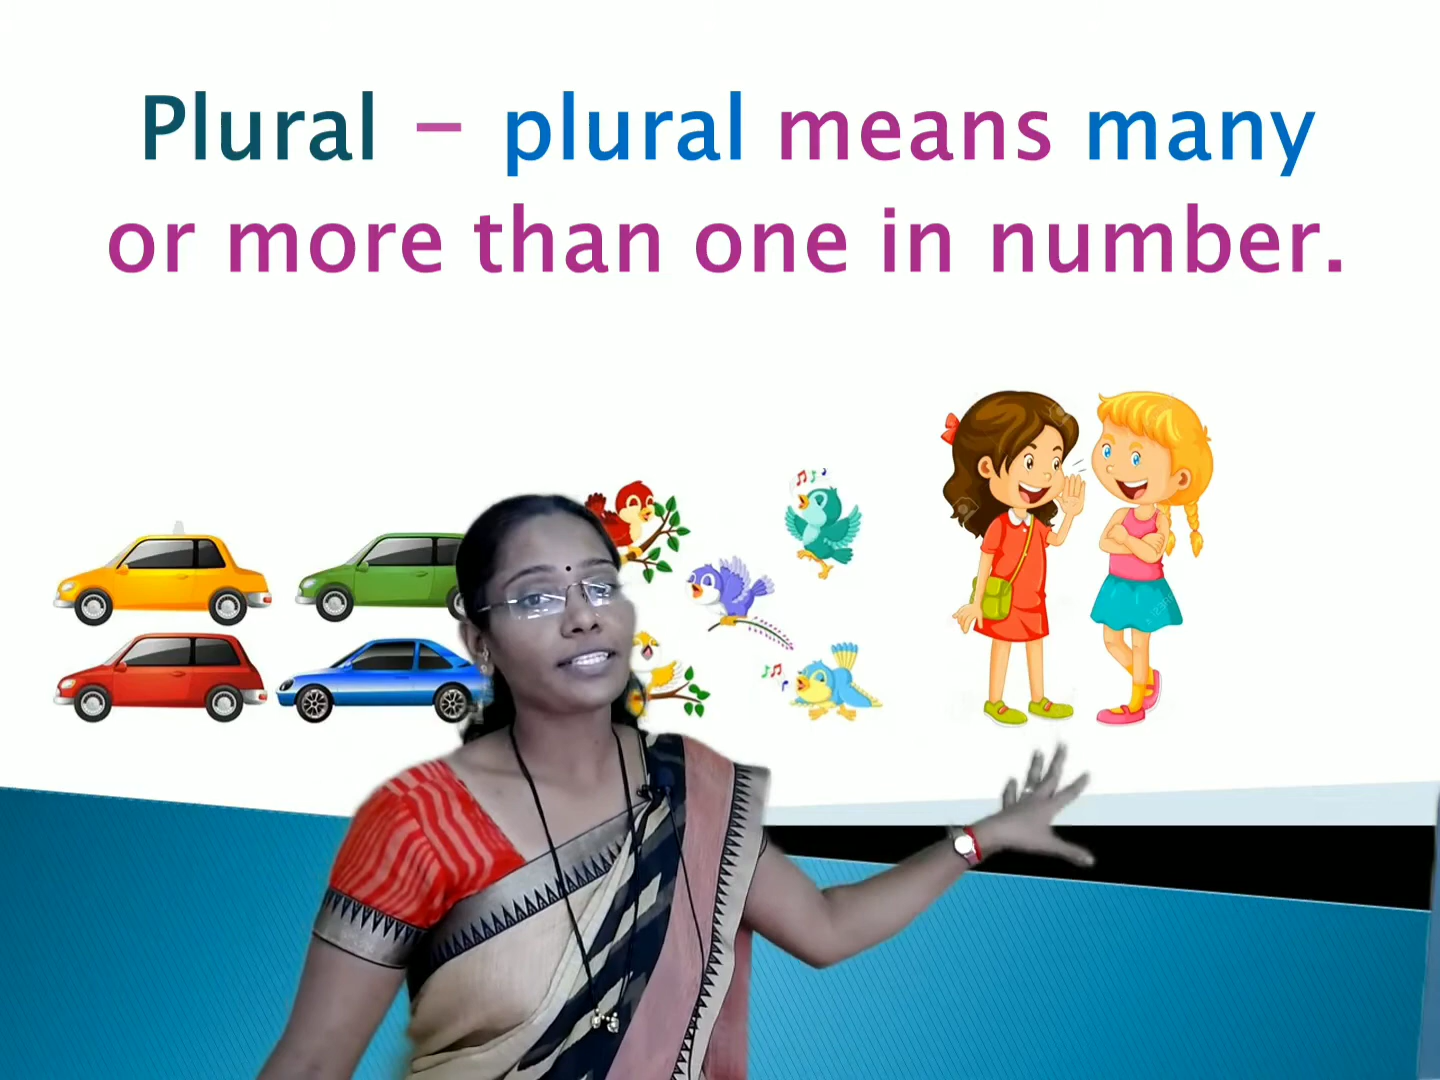 Plural – plural means many
or more than one in number.